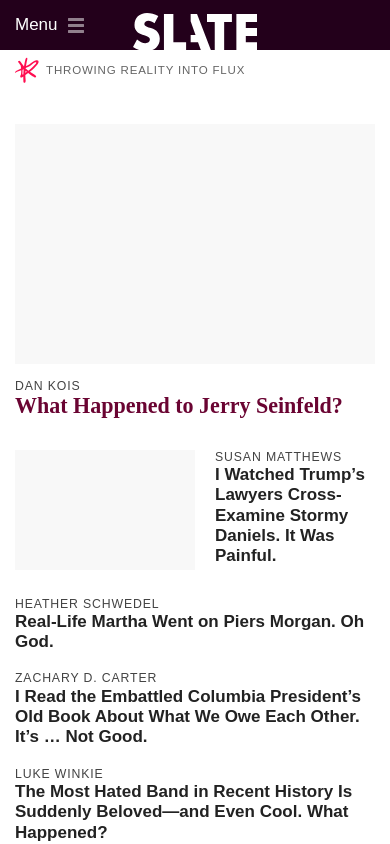 Menu
SLATE
THROWING REALITY INTO FLUX
DAN KOIS
What Happened to Jerry Seinfeld?
SUSAN MATTHEWS
I Watched Trump’s
Lawyers Cross-
Examine Stormy
Daniels. It Was
Painful.
HEATHER SCHWEDEL
Real-Life Martha Went on Piers Morgan. Oh
God.
ZACHARY D. CARTER
I Read the Embattled Columbia President’s
Old Book About What We Owe Each Other.
It’s … Not Good.
LUKE WINKIE
The Most Hated Band in Recent History Is
Suddenly Beloved—and Even Cool. What
Happened?